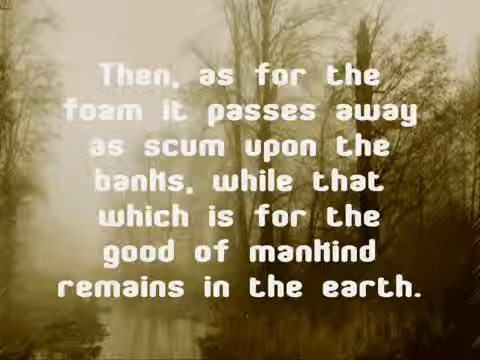 Then, as for the
foam it passes away
as scum upon the
banks, while that
which is for the
good of mankind
remains in the earth.